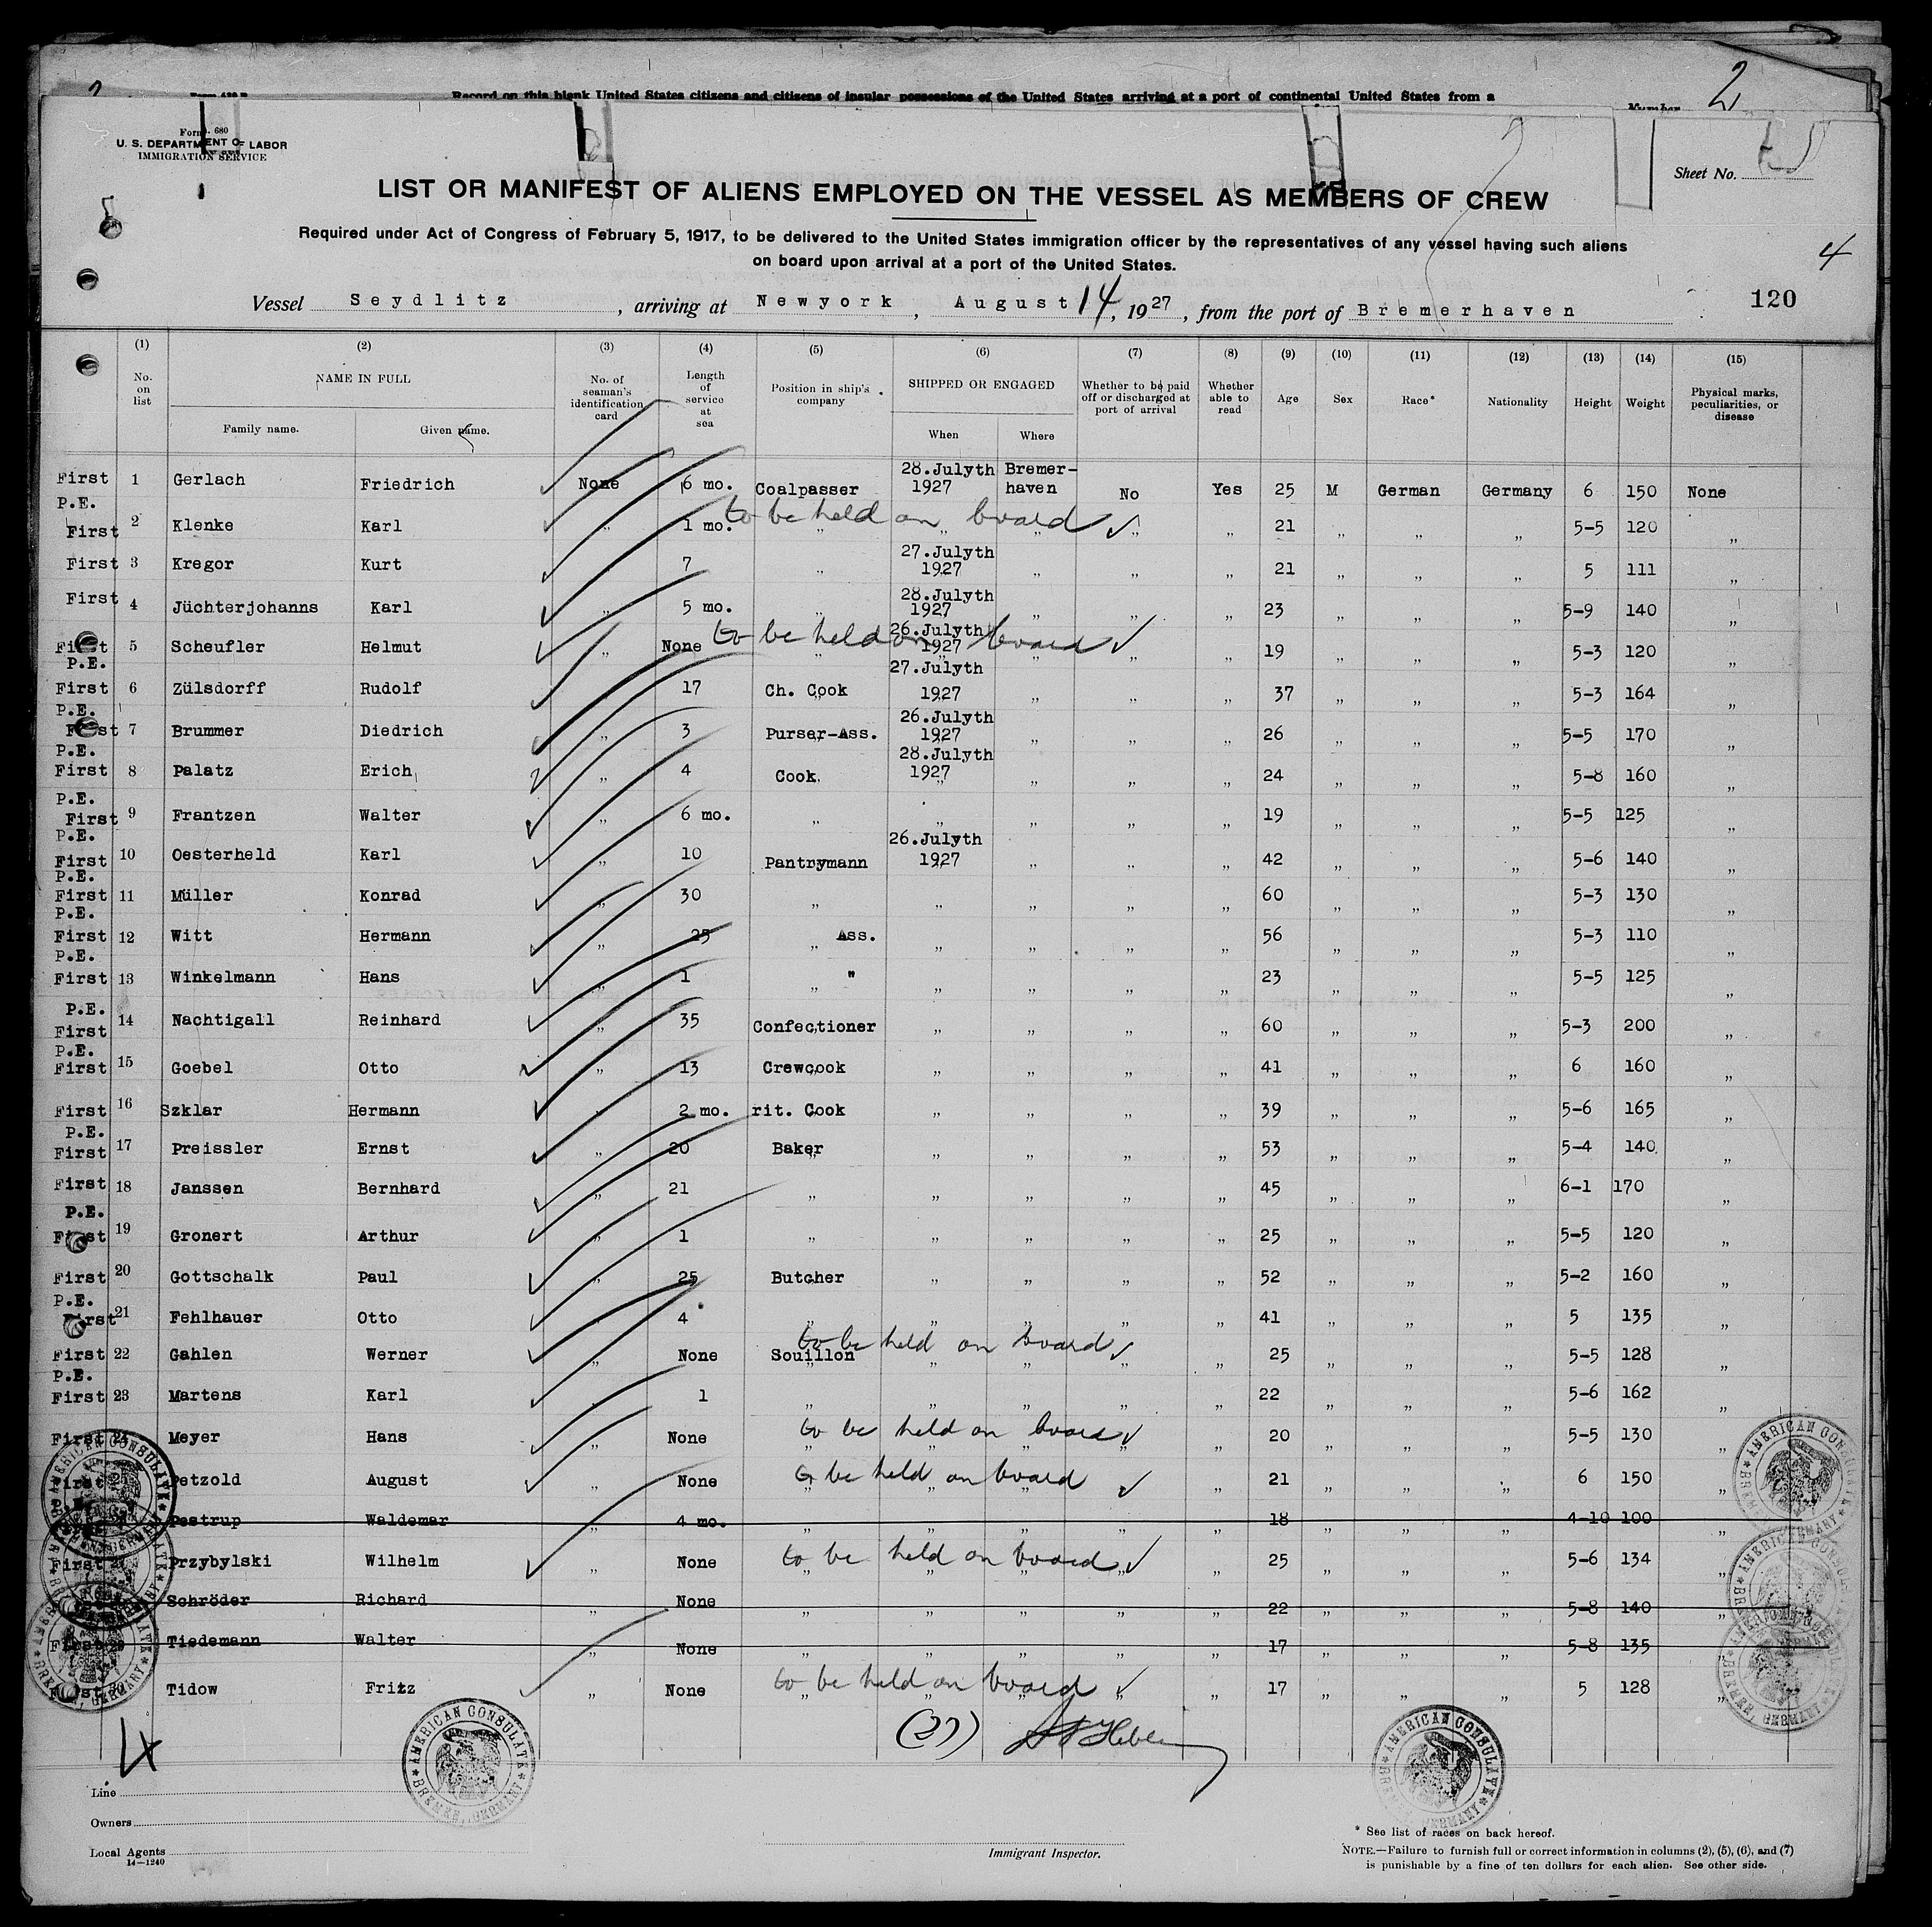 2
Record on this blank United States citizens and citizens of insular possessions of the United States arriving at a port of continental United States from a
Number 2
Form 680
U. S. DEPARTMENT OF LABOR
IMMIGRATION SERVICE
Sheet No.
LIST OR MANIFEST OF ALIENS EMPLOYED ON THE VESSEL AS MEMBERS OF CREW
Required under Act of Congress of February 5, 1917, to be delivered to the United States immigration officer by the representatives of any vessel having such aliens
on board upon arrival at a port of the United States.
4
Vessel Seydlitz, arriving at Newyork, August 14, 1927, from the port of Bremerhaven
120
(1) (2) (3) (4) (5) (6) (7) (8) (9) (10) (11) (12) (13) (14) (15)
No. on list NAME IN FULL Family name. Given name. No. of seaman's identification card Length of service at sea Position in ship's company SHIPPED OR ENGAGED When Where Whether to be paid off or discharged at port of arrival Whether able to read Age Sex Race* Nationality Height Weight Physical marks, peculiarities, or disease
First 1 Gerlach Friedrich None 6 mo. Coalpasser 28.Julyth 1927 Bremerhaven No Yes 25 M German Germany 6 150 None
P.E.
First 2 Klenke Karl „ 1 mo. „ to be held on board „ „ „ „ 21 „ „ „ 5-5 120 „
First 3 Kregor Kurt 7 „ 27.Julyth 1927 „ „ „ 21 „ „ „ 5 111 „
First 4 Jüchterjohanns Karl „ 5 mo. „ 28.Julyth 1927 „ „ „ 23 „ „ „ 5-9 140 „
First 5 Scheufler Helmut „ None „ to be held on board 26.Julyth 1927 „ „ „ 19 „ „ „ 5-3 120 „
P.E.
First 6 Zülsdorff Rudolf 17 Ch. Cook 27.Julyth 1927 „ „ „ 37 „ „ „ 5-3 164 „
P.E.
First 7 Brummer Diedrich „ 3 Purser-Ass. 26.Julyth 1927 „ „ „ 26 „ „ „ 5-5 170 „
P.E.
First 8 Palatz Erich „ 4 Cook 28.Julyth 1927 „ „ „ 24 „ „ „ 5-8 160 „
P.E.
First 9 Frantzen Walter „ 6 mo. „ „ „ „ „ 19 „ „ „ 5-5 125 „
P.E.
First 10 Oesterheld Karl „ 10 Pantrymann 26.Julyth 1927 „ „ „ 42 „ „ „ 5-6 140 „
P.E.
First 11 Müller Konrad „ 30 „ „ „ „ „ 60 „ „ „ 5-3 130 „
P.E.
First 12 Witt Hermann „ 25 „ Ass. „ „ „ „ 56 „ „ „ 5-3 110 „
P.E.
First 13 Winkelmann Hans „ 1 „ " „ „ „ „ 23 „ „ „ 5-5 125 „
P.E.
First 14 Nachtigall Reinhard „ 35 Confectioner „ „ „ „ 60 „ „ „ 5-3 200 „
P.E.
First 15 Goebel Otto „ 13 Crewcook „ „ „ „ 41 „ „ „ 6 160 „
First 16 Szklar Hermann „ 2 mo. rit. Cook „ „ „ „ 39 „ „ „ 5-6 165 „
P.E.
First 17 Preissler Ernst „ 20 Baker „ „ „ „ 53 „ „ „ 5-4 140 „
First 18 Janssen Bernhard „ 21 „ „ „ „ „ 45 „ „ „ 6-1 170 „
P.E.
First 19 Gronert Arthur „ 1 „ „ „ „ „ 25 „ „ „ 5-5 120 „
First 20 Gottschalk Paul „ 25 Butcher „ „ „ „ 52 „ „ „ 5-2 160 „
P.E.
First 21 Fehlhauer Otto „ 4 „ „ „ „ „ 41 „ „ „ 5 135 „
First 22 Gahlen Werner „ None Souillon to be held on board „ „ „ „ 25 „ „ „ 5-5 128 „
P.E.
First 23 Martens Karl „ 1 „ „ „ „ „ 22 „ „ „ 5-6 162 „
First 24 Meyer Hans „ None to be held on board „ „ „ „ „ 20 „ „ „ 5-5 130 „
First Petzold August „ None to be held on board „ „ „ „ „ 21 „ „ „ 6 150 „
Pestrup Waldemar „ 4 mo. „ „ „ „ „ 18 „ „ „ 4-10 100 „
First 27 Przybylski Wilhelm „ None to be held on board „ „ „ „ „ 25 „ „ „ 5-6 134 „
Schröder Richard „ None „ „ „ „ „ 22 „ „ „ 5-8 140 „
First 29 Tiedemann Walter „ None „ „ „ „ „ 17 „ „ „ 5-8 135 „
First 30 Tidow Fritz „ None to be held on board „ „ „ „ „ 17 „ „ „ 5 128 „
(27)
4
AMERICAN CONSULATE BREMEN, GERMANY
AMERICAN CONSULATE BREMEN, GERMANY
Line
Owners
Local Agents
14—1240
Immigrant Inspector.
* See list of races on back hereof.
NOTE.—Failure to furnish full or correct information in columns (2), (5), (6), and (7)
is punishable by a fine of ten dollars for each alien. See other side.